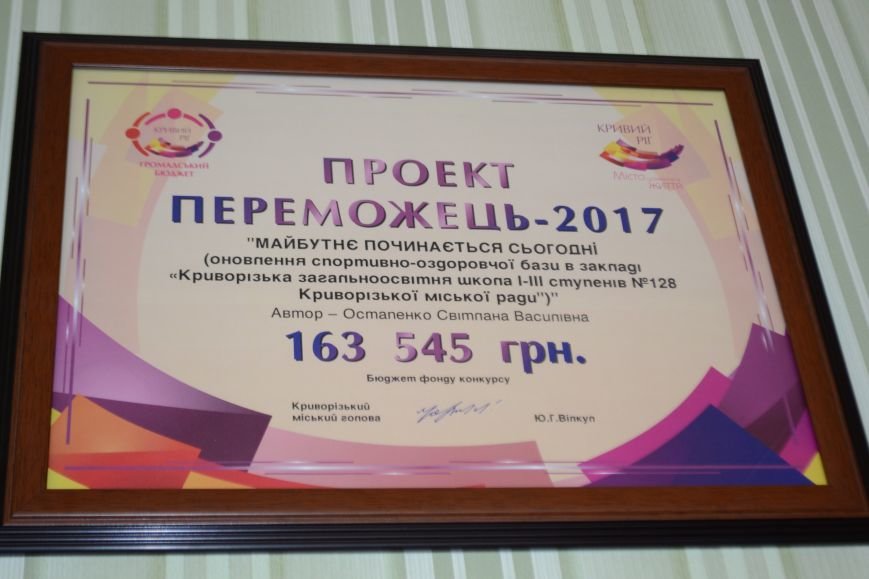 КРИВИЙ
РІГ
ГРОМАДСЬКИЙ
БЮДЖЕТ
КРИВИЙ
РІГ
Місто
ЖИТТЯ
ПРОЕКТ
ПЕРЕМОЖЕЦЬ-2017
"МАЙБУТНЄ ПОЧИНАЄТЬСЯ СЬОГОДНІ
(оновлення спортивно-оздоровчої бази в закладі
«Криворізька загальноосвітня школа І-ІІІ ступенів №128
Криворізької міської ради")"
Автор – Остапенко Світлана Василівна
163 545 грн.
Бюджет фонду конкурсу
Криворізький
міський голова
Ю.Г.Вілкул